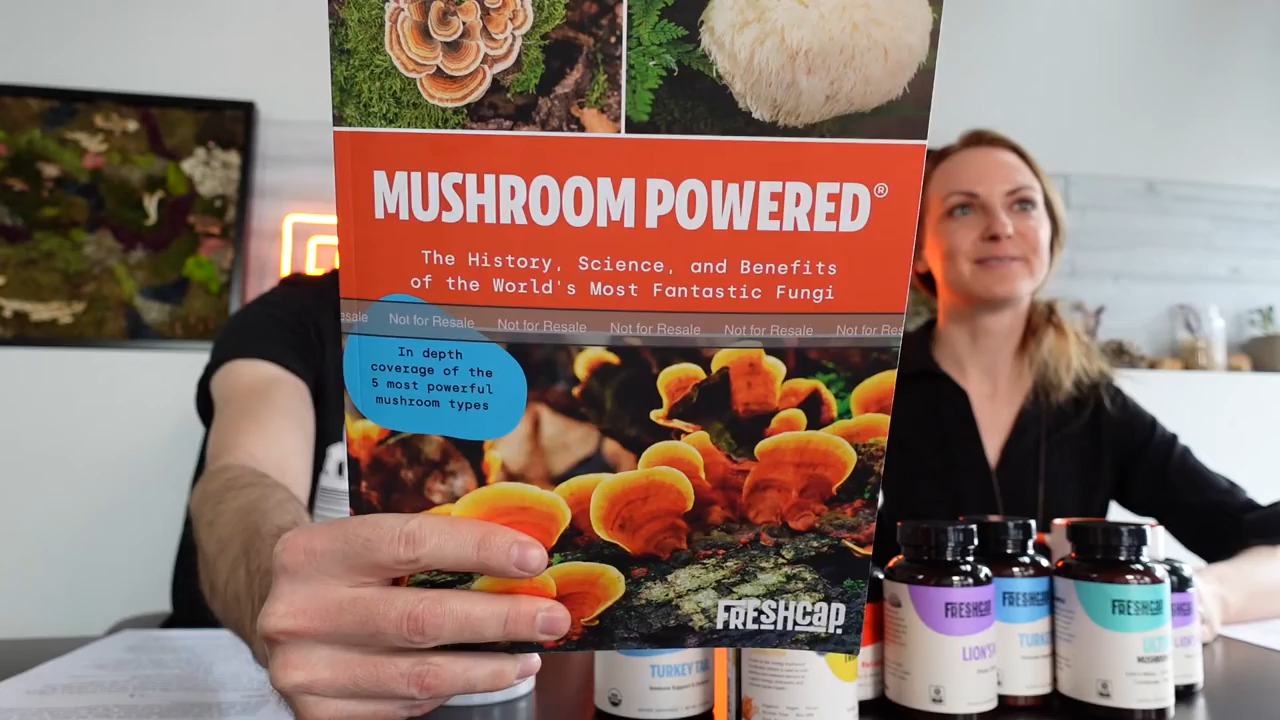 MUSHROOM POWERED®
The History, Science, and Benefits
of the World's Most Fantastic Fungi
Not for Resale Not for Resale Not for Resale Not for Resale
In depth
coverage of the
5 most powerful
mushroom types
FRESHCAP
FRESHCAP
FRESHCAP
FRESHCAP
LION'S
TURKEY TAIL
LION'S
MUSHROOM